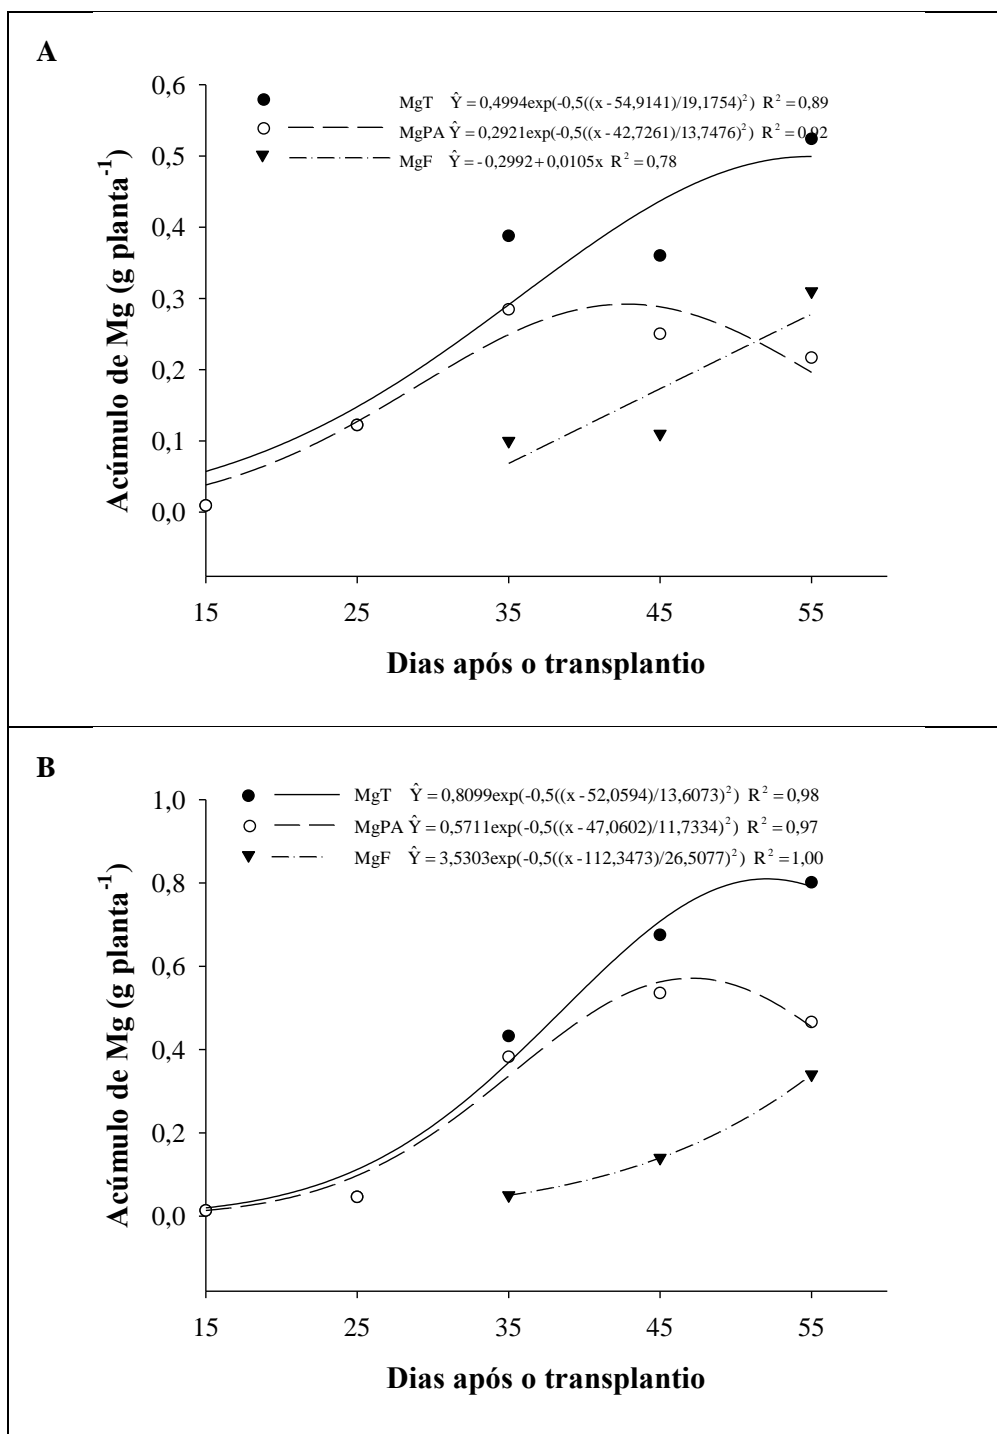 A
0,6
MgT Ŷ = 0,4994exp(-0,5((x - 54,9141)/19,1754)²) R² = 0,89
MgPA Ŷ = 0,2921exp(-0,5((x - 42,7261)/13,7476)²) R² = 0,92
MgF Ŷ = - 0,2992 + 0,0105x R² = 0,78
0,5
0,4
0,3
0,2
0,1
0,0
Acúmulo de Mg (g planta⁻¹)
15 25 35 45 55
Dias após o transplantio
B
1,0
MgT Ŷ = 0,8099exp(-0,5((x - 52,0594)/13,6073)²) R² = 0,98
MgPA Ŷ = 0,5711exp(-0,5((x - 47,0602)/11,7334)²) R² = 0,97
MgF Ŷ = 3,5303exp(-0,5((x - 112,3473)/26,5077)²) R² = 1,00
0,8
0,6
0,4
0,2
0,0
Acúmulo de Mg (g planta⁻¹)
15 25 35 45 55
Dias após o transplantio